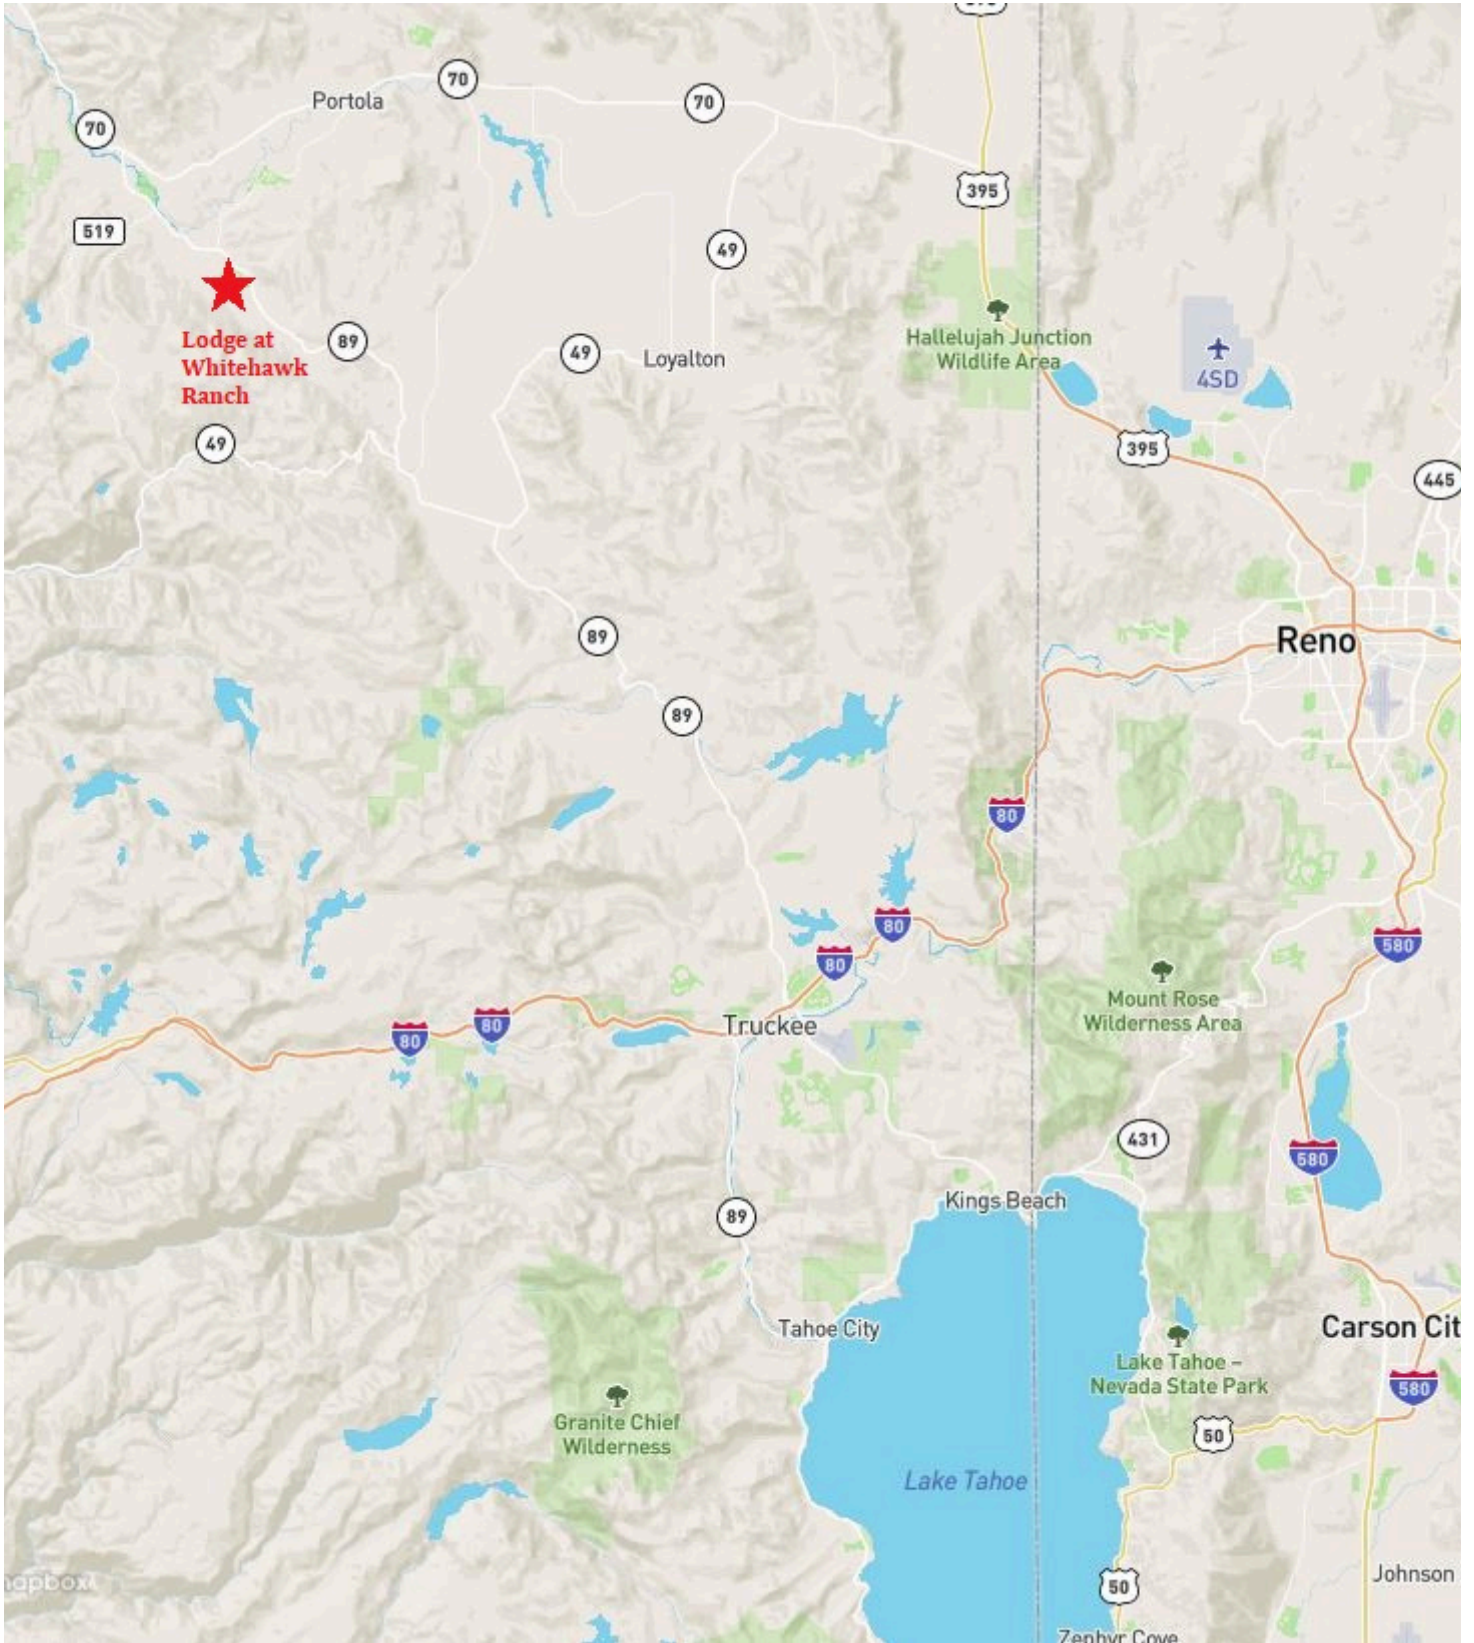 70
Portola
70
70
395
519
49
Lodge at
Whitehawk
Ranch
89
49
Loyalton
Hallelujah Junction
Wildlife Area
4SD
49
395
445
89
Reno
89
80
80
80
580
Mount Rose
Wilderness Area
80
80
Truckee
431
580
89
Kings Beach
Tahoe City
Carson Cit
Lake Tahoe –
Nevada State Park
580
Granite Chief
Wilderness
50
Lake Tahoe
50
Johnson
mapbox
Zephyr Cove